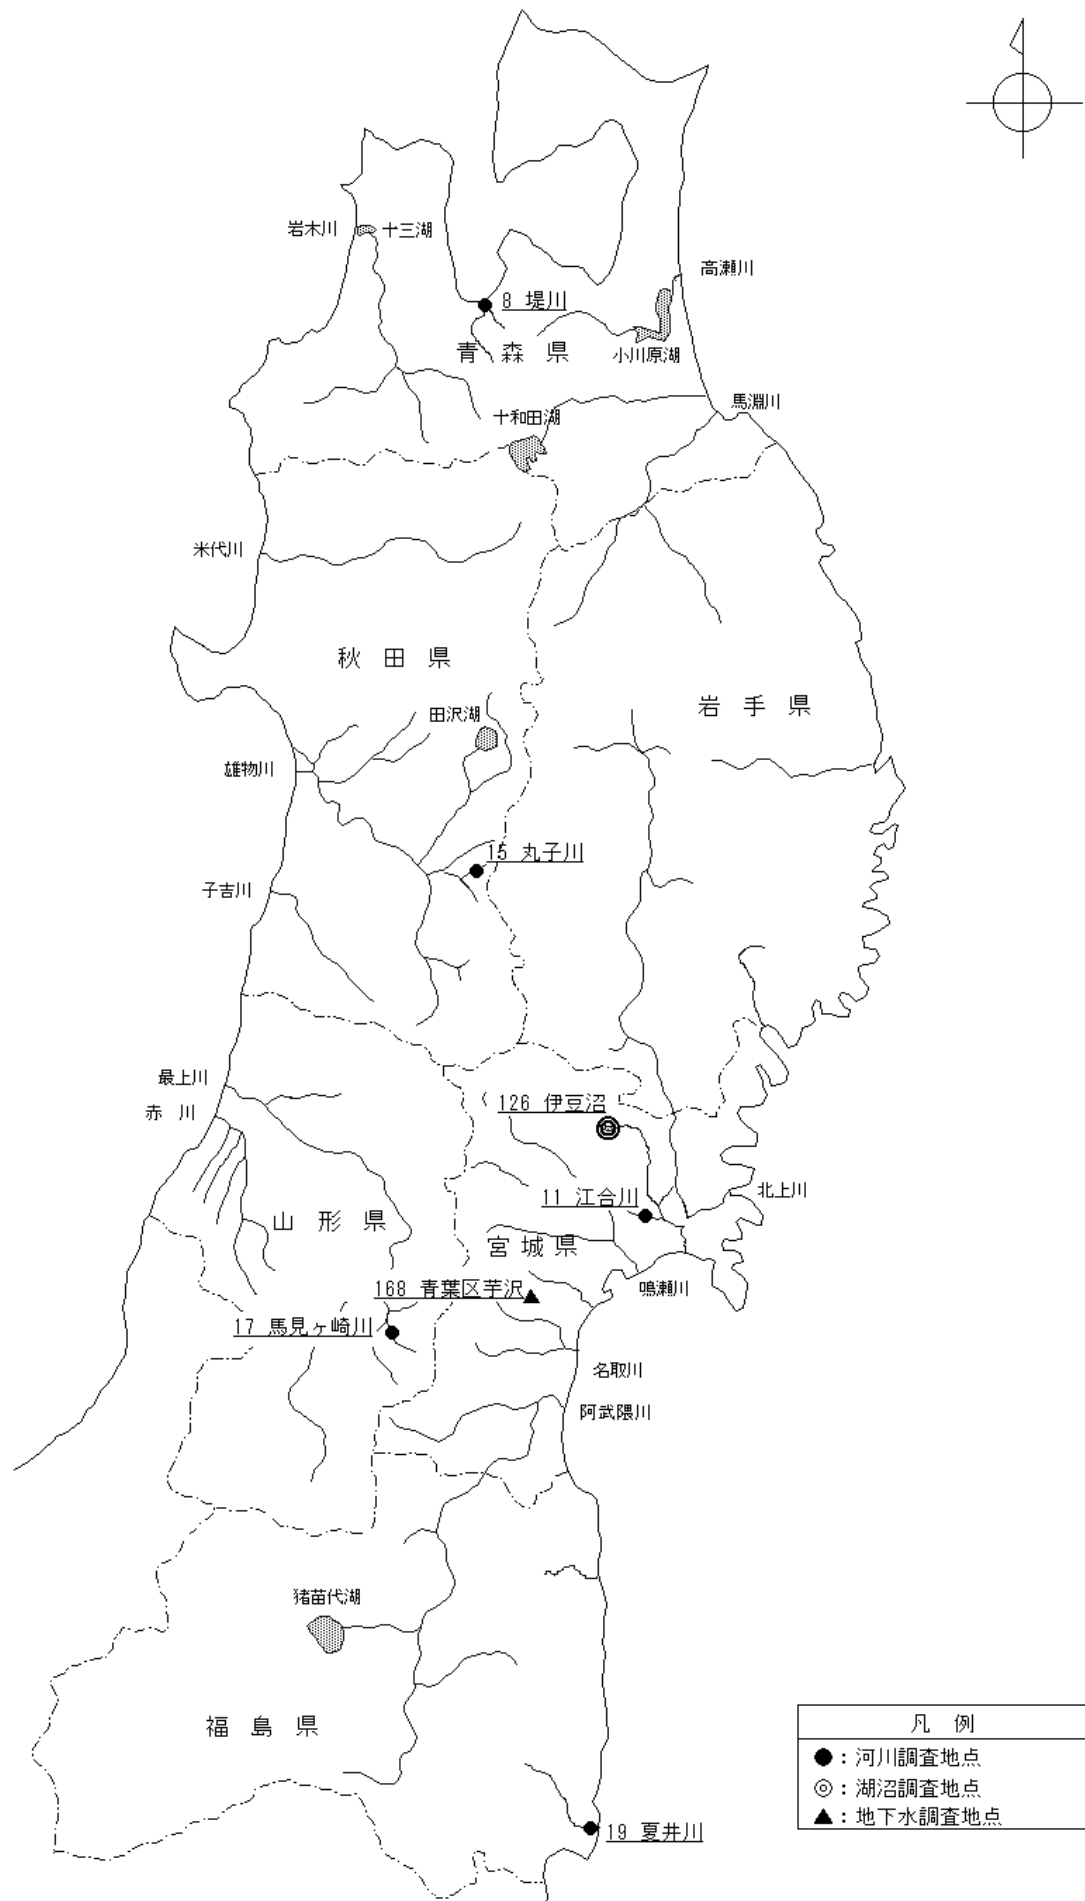 岩木川
十三湖
高瀬川
8 堤川
青森県
小川原湖
十和田湖
馬淵川
米代川
秋田県
岩手県
田沢湖
雄物川
15 丸子川
子吉川
最上川
赤川
126 伊豆沼
11 江合川
北上川
山形県
宮城県
168 青葉区芋沢
鳴瀬川
17 馬見ヶ崎川
名取川
阿武隈川
猪苗代湖
福島県
凡例
●：河川調査地点
◎：湖沼調査地点
▲：地下水調査地点
19 夏井川